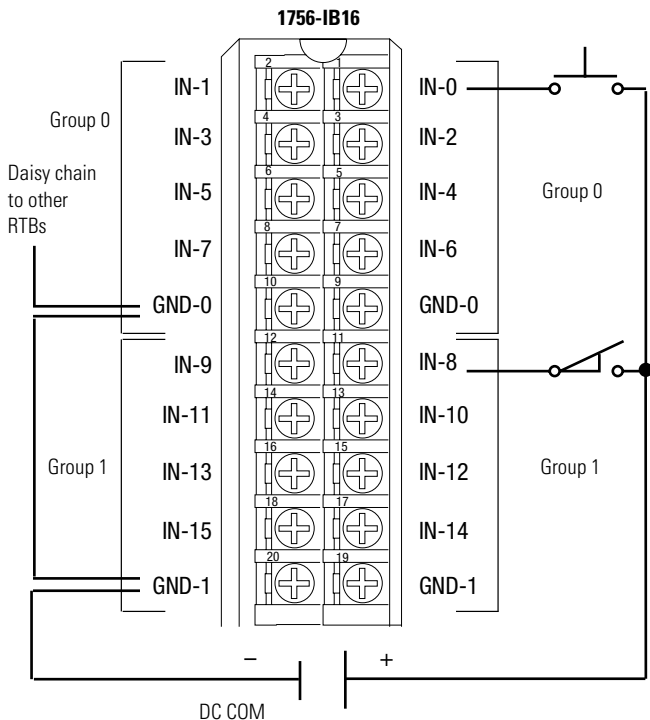 1756-IB16
2 1
IN-1 IN-0
Group 0
4 3
IN-3 IN-2
Daisy chain
to other
RTBs
6 5
IN-5 IN-4
Group 0
8 7
IN-7 IN-6
10 9
GND-0 GND-0
12 11
IN-9 IN-8
14 13
IN-11 IN-10
16 15
Group 1
IN-13 IN-12
Group 1
18 17
IN-15 IN-14
20 19
GND-1 GND-1
– +
DC COM